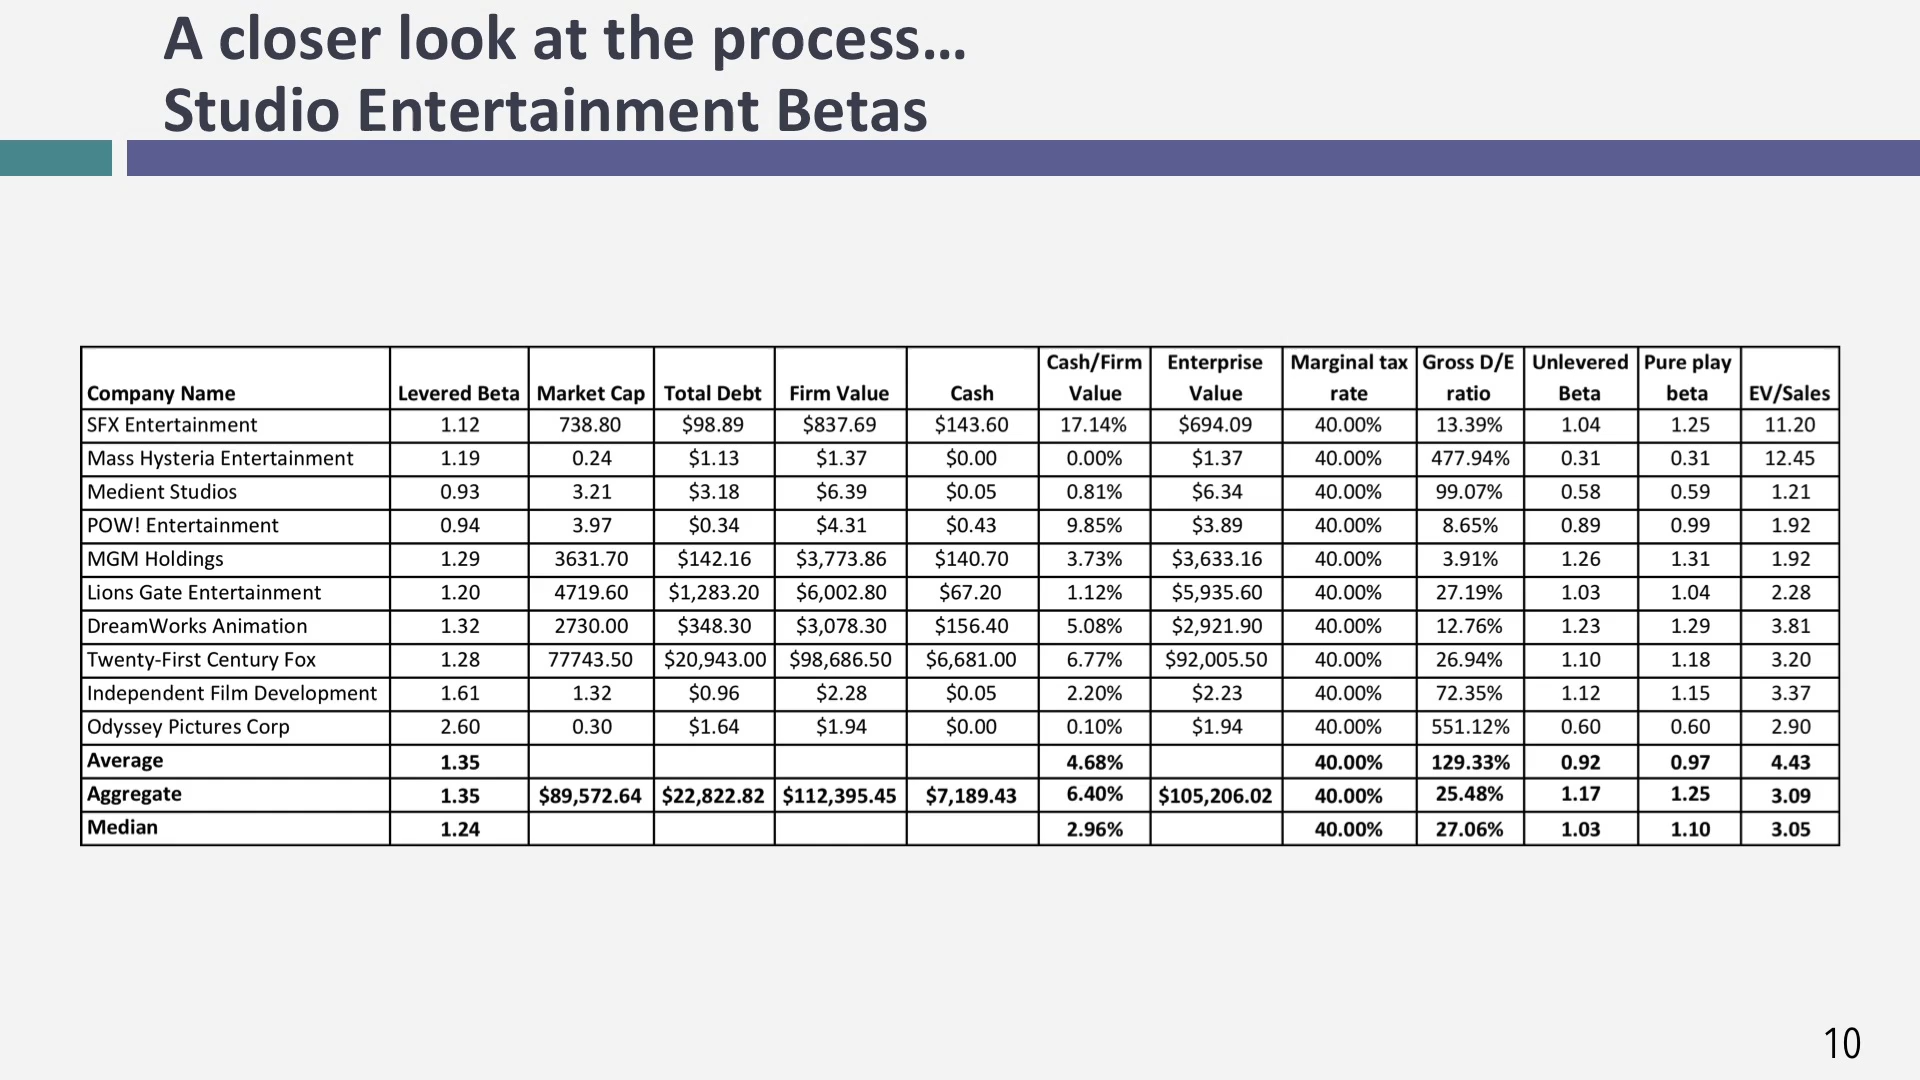 A closer look at the process...
Studio Entertainment Betas
Company Name Levered Beta Market Cap Total Debt Firm Value Cash Cash/Firm Value Enterprise Value Marginal tax rate Gross D/E ratio Unlevered Beta Pure play beta EV/Sales
SFX Entertainment 1.12 738.80 $98.89 $837.69 $143.60 17.14% $694.09 40.00% 13.39% 1.04 1.25 11.20
Mass Hysteria Entertainment 1.19 0.24 $1.13 $1.37 $0.00 0.00% $1.37 40.00% 477.94% 0.31 0.31 12.45
Medient Studios 0.93 3.21 $3.18 $6.39 $0.05 0.81% $6.34 40.00% 99.07% 0.58 0.59 1.21
POW! Entertainment 0.94 3.97 $0.34 $4.31 $0.43 9.85% $3.89 40.00% 8.65% 0.89 0.99 1.92
MGM Holdings 1.29 3631.70 $142.16 $3,773.86 $140.70 3.73% $3,633.16 40.00% 3.91% 1.26 1.31 1.92
Lions Gate Entertainment 1.20 4719.60 $1,283.20 $6,002.80 $67.20 1.12% $5,935.60 40.00% 27.19% 1.03 1.04 2.28
DreamWorks Animation 1.32 2730.00 $348.30 $3,078.30 $156.40 5.08% $2,921.90 40.00% 12.76% 1.23 1.29 3.81
Twenty-First Century Fox 1.28 77743.50 $20,943.00 $98,686.50 $6,681.00 6.77% $92,005.50 40.00% 26.94% 1.10 1.18 3.20
Independent Film Development 1.61 1.32 $0.96 $2.28 $0.05 2.20% $2.23 40.00% 72.35% 1.12 1.15 3.37
Odyssey Pictures Corp 2.60 0.30 $1.64 $1.94 $0.00 0.10% $1.94 40.00% 551.12% 0.60 0.60 2.90
Average 1.35 4.68% 40.00% 129.33% 0.92 0.97 4.43
Aggregate 1.35 $89,572.64 $22,822.82 $112,395.45 $7,189.43 6.40% $105,206.02 40.00% 25.48% 1.17 1.25 3.09
Median 1.24 2.96% 40.00% 27.06% 1.03 1.10 3.05
10